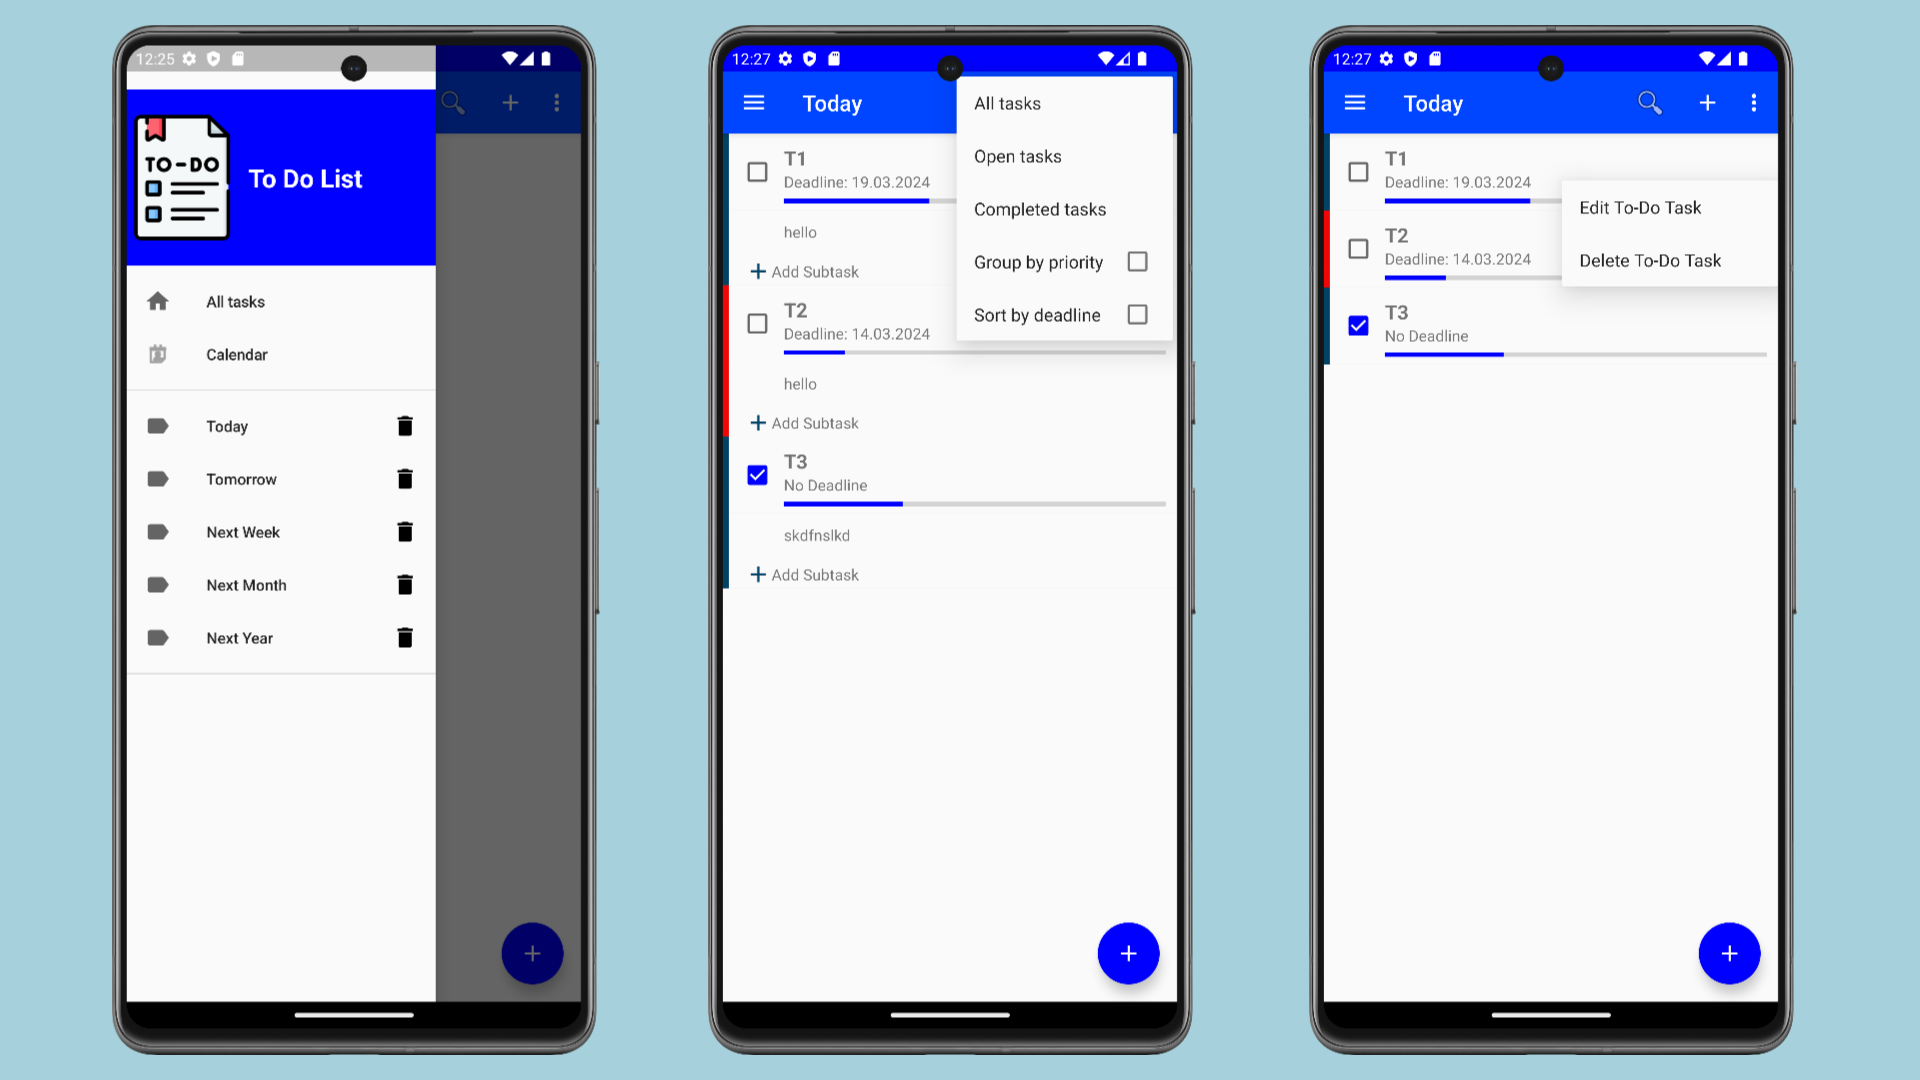 12:25
TO-DO
To Do List
All tasks
Calendar
Today
Tomorrow
Next Week
Next Month
Next Year
12:27
Today
All tasks
Open tasks
Completed tasks
Group by priority
Sort by deadline
T1
Deadline: 19.03.2024
hello
Add Subtask
T2
Deadline: 14.03.2024
hello
Add Subtask
T3
No Deadline
skdfnslkd
Add Subtask
12:27
Today
T1
Deadline: 19.03.2024
Edit To-Do Task
Delete To-Do Task
T2
Deadline: 14.03.2024
T3
No Deadline